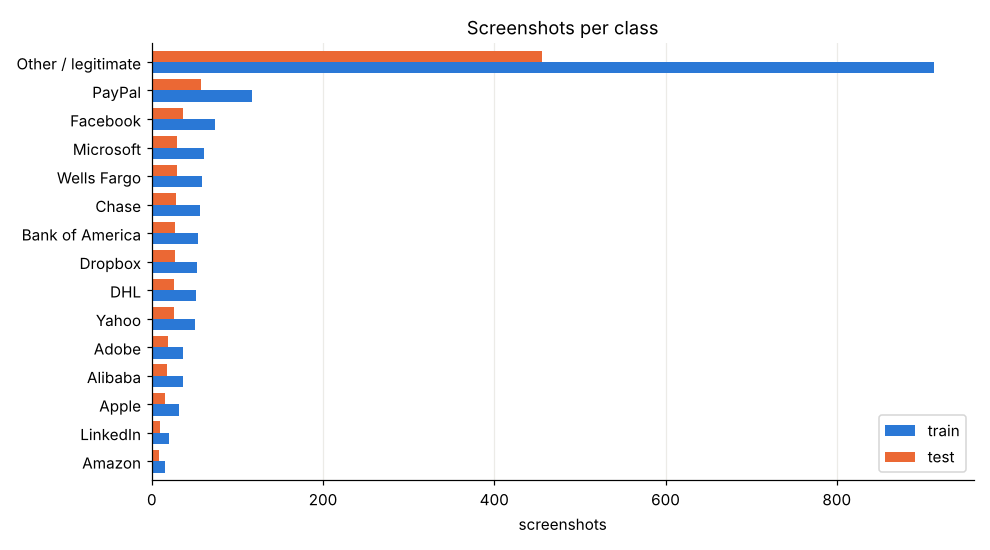 Screenshots per class
Other / legitimate
PayPal
Facebook
Microsoft
Wells Fargo
Chase
Bank of America
Dropbox
DHL
Yahoo
Adobe
Alibaba
Apple
LinkedIn
Amazon
train
test
0 200 400 600 800
screenshots